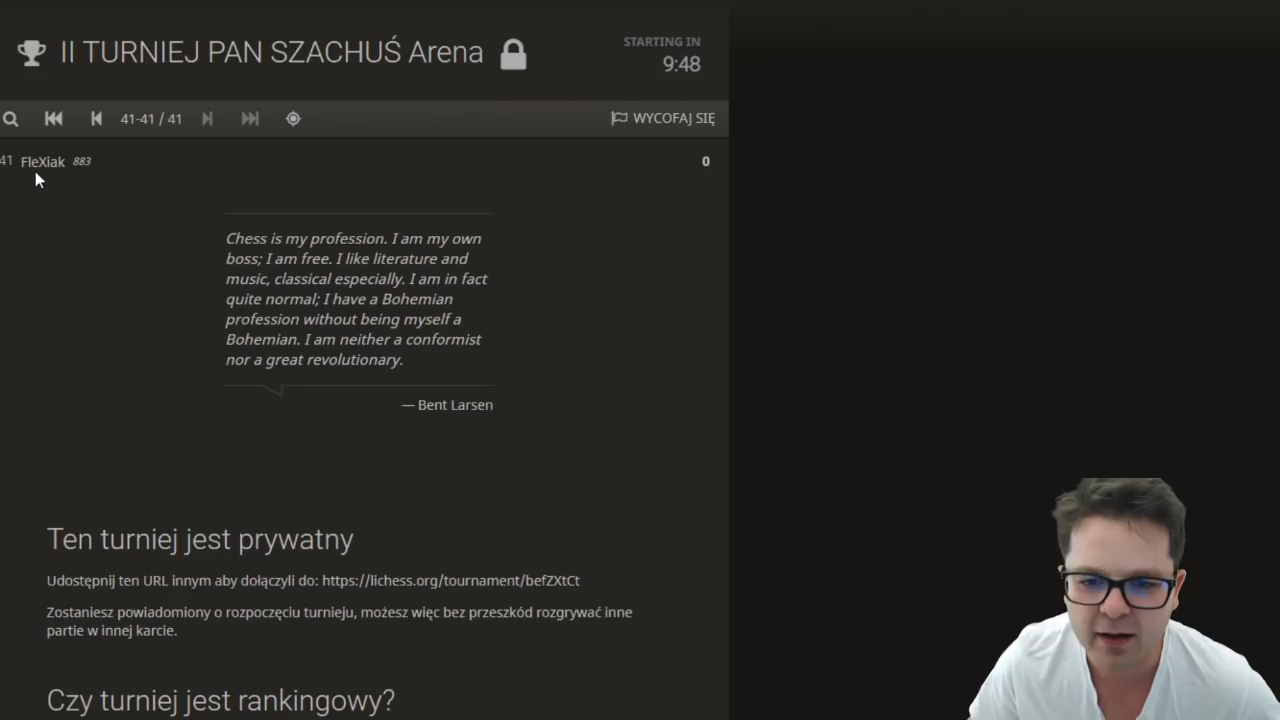 II TURNIEJ PAN SZACHUŚ Arena
STARTING IN
9:48
41-41 / 41
WYCOFAJ SIĘ
41 FleXiak 883 0
Chess is my profession. I am my own
boss; I am free. I like literature and
music, classical especially. I am in fact
quite normal; I have a Bohemian
profession without being myself a
Bohemian. I am neither a conformist
nor a great revolutionary.
— Bent Larsen
Ten turniej jest prywatny
Udostępnij ten URL innym aby dołączyli do: https://lichess.org/tournament/befZXtCt
Zostaniesz powiadomiony o rozpoczęciu turnieju, możesz więc bez przeszkód rozgrywać inne
partie w innej karcie.
Czy turniej jest rankingowy?